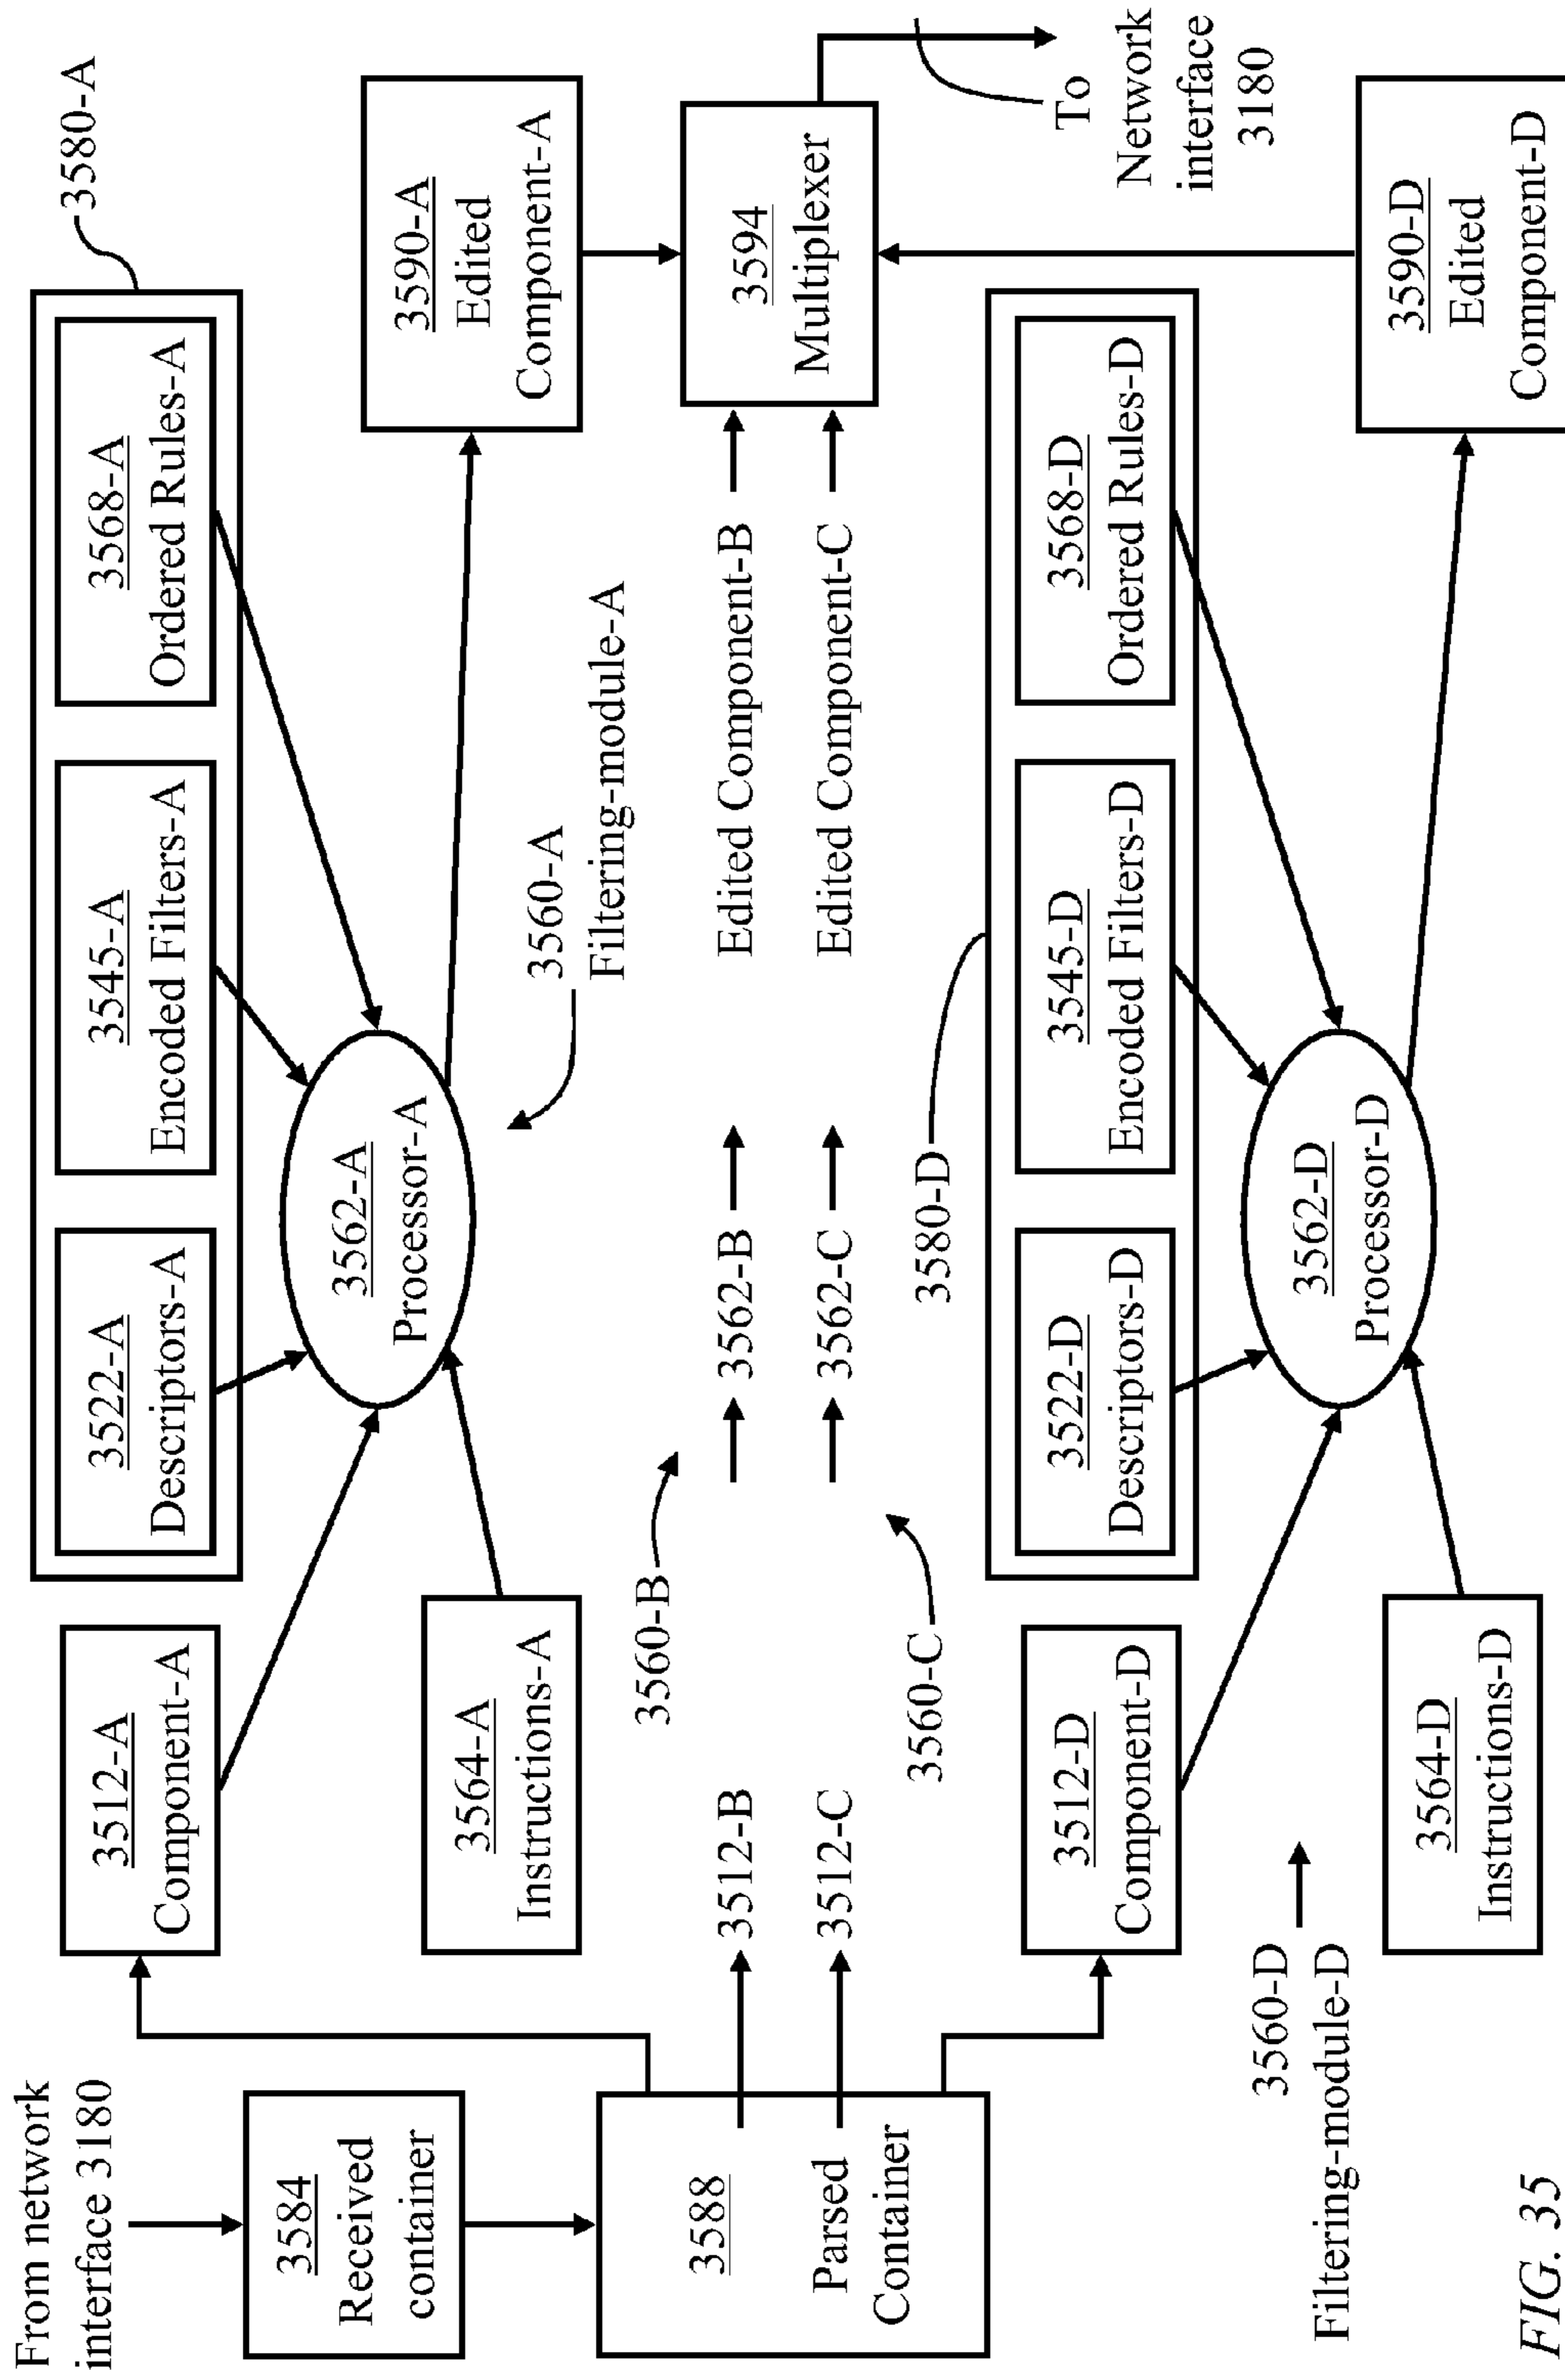 From network
interface 3180
3584
Received
container
3588
Parsed
Container
3512-A
Component-A
3564-A
Instructions-A
3580-A
3522-A
Descriptors-A
3545-A
Encoded Filters-A
3568-A
Ordered Rules-A
3562-A
Processor-A
3560-A
Filtering-module-A
3590-A
Edited
Component-A
3560-B
3512-B
3562-B
Edited Component-B
3512-C
3562-C
Edited Component-C
3560-C
3594
Multiplexer
To
Network
interface
3180
3580-D
3512-D
Component-D
3522-D
Descriptors-D
3545-D
Encoded Filters-D
3568-D
Ordered Rules-D
3562-D
Processor-D
3560-D
Filtering-module-D
3564-D
Instructions-D
3590-D
Edited
Component-D
FIG. 35